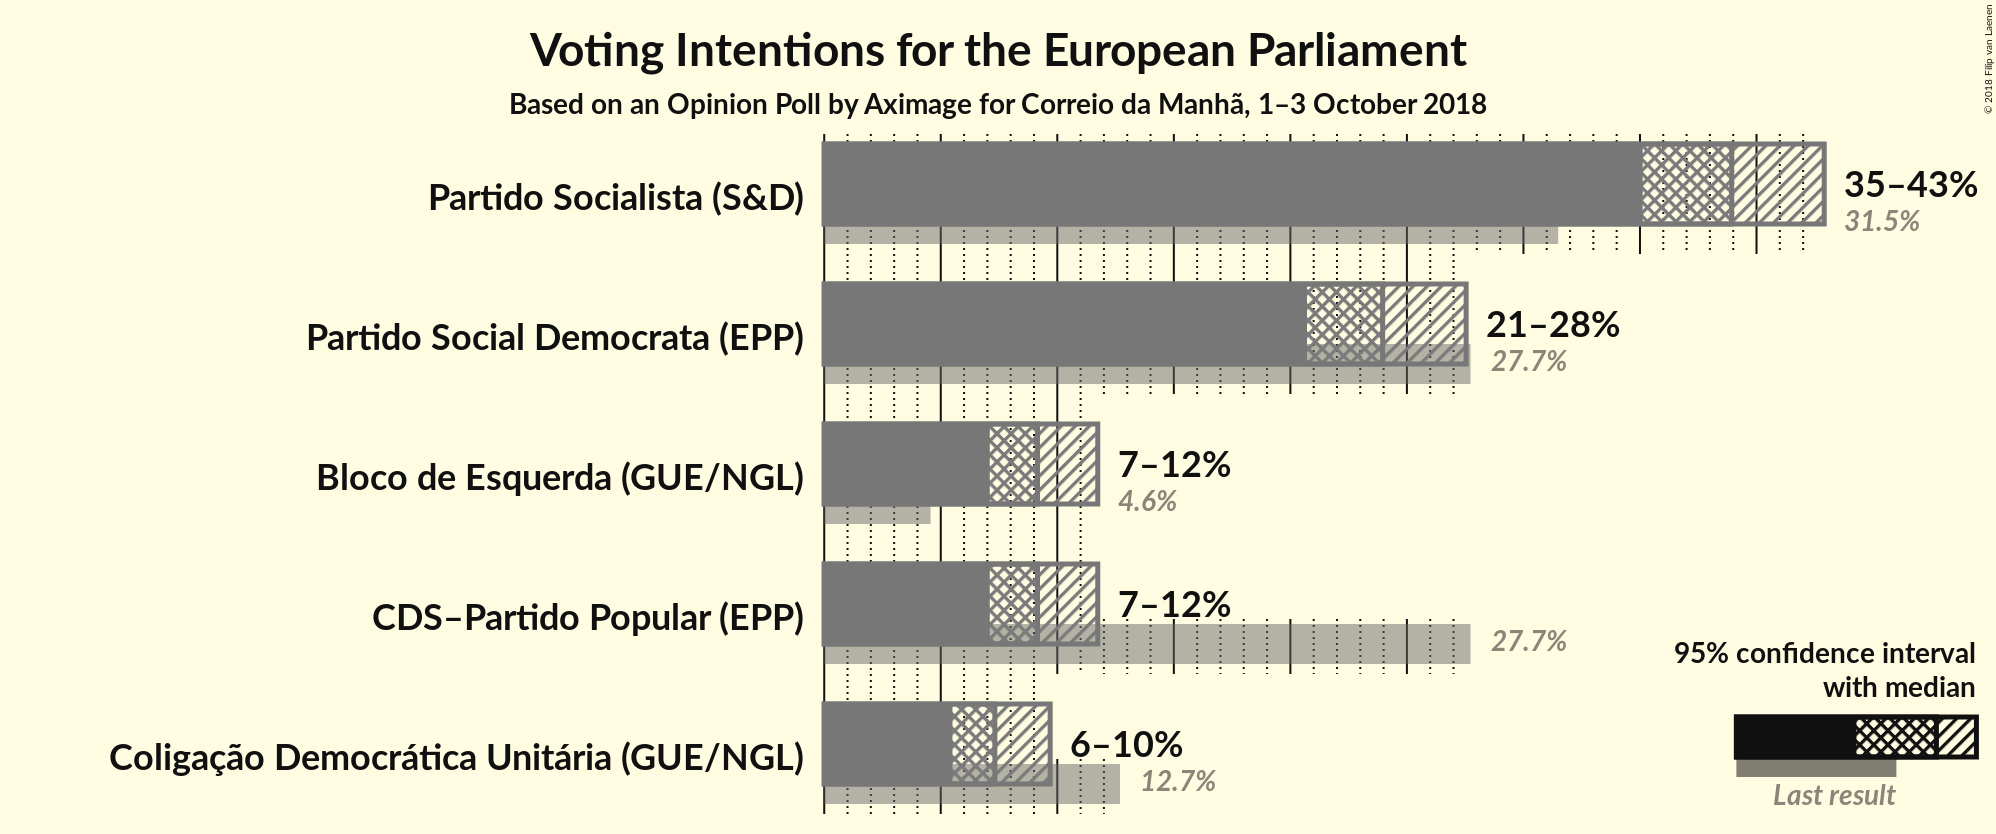 Voting Intentions for the European Parliament
Based on an Opinion Poll by Aximage for Correio da Manhã, 1–3 October 2018
© 2018 Filip van Laenen
Partido Socialista (S&D)
35–43%
31.5%
Partido Social Democrata (EPP)
21–28%
27.7%
Bloco de Esquerda (GUE/NGL)
7–12%
4.6%
CDS–Partido Popular (EPP)
7–12%
27.7%
Coligação Democrática Unitária (GUE/NGL)
6–10%
12.7%
95% confidence interval
with median
Last result